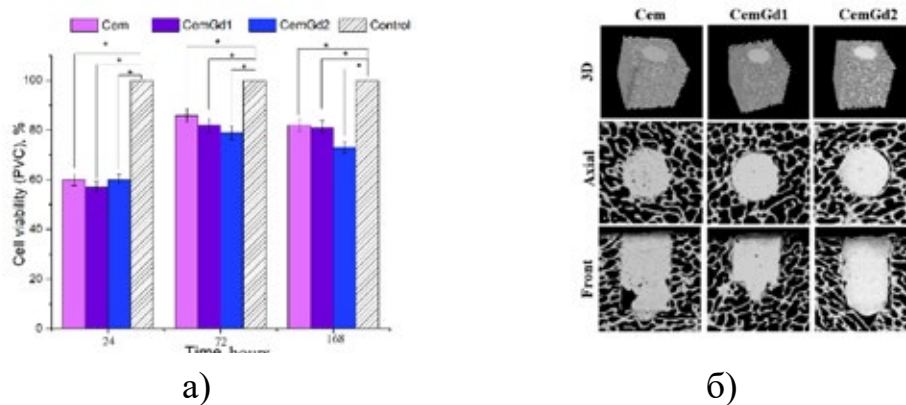 Cem CemGd1 CemGd2 Control
Cell viability (PVC), %
100
80
60
40
20
0
* * *
* * *
* * *
24 72 168
Time, hours
Cem CemGd1 CemGd2
3D
Axial
Front
а) б)